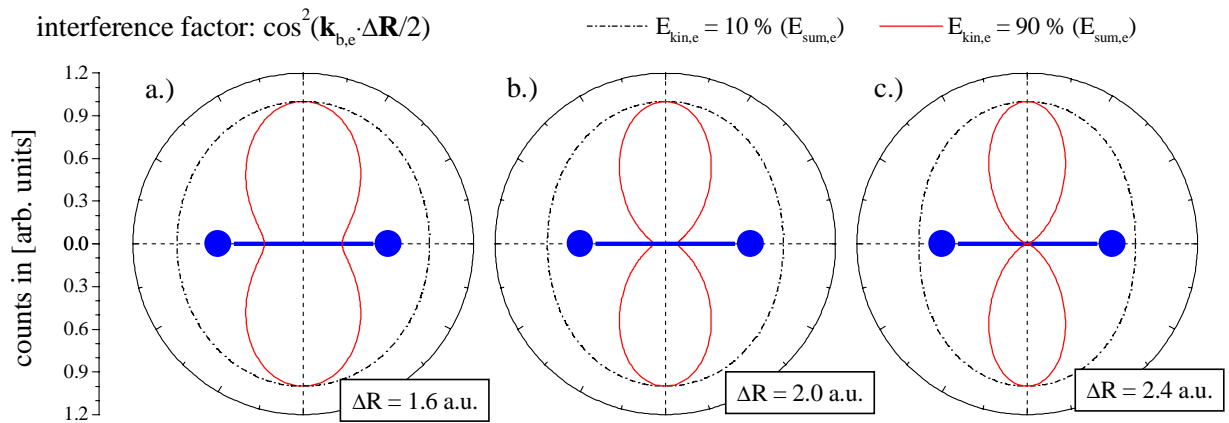 interference factor: cos²(k_b,e·ΔR/2)
E_kin,e = 10 % (E_sum,e)
E_kin,e = 90 % (E_sum,e)
counts in [arb. units]
1.2
0.9
0.6
0.3
0.0
0.3
0.6
0.9
1.2
a.)
ΔR = 1.6 a.u.
b.)
ΔR = 2.0 a.u.
c.)
ΔR = 2.4 a.u.